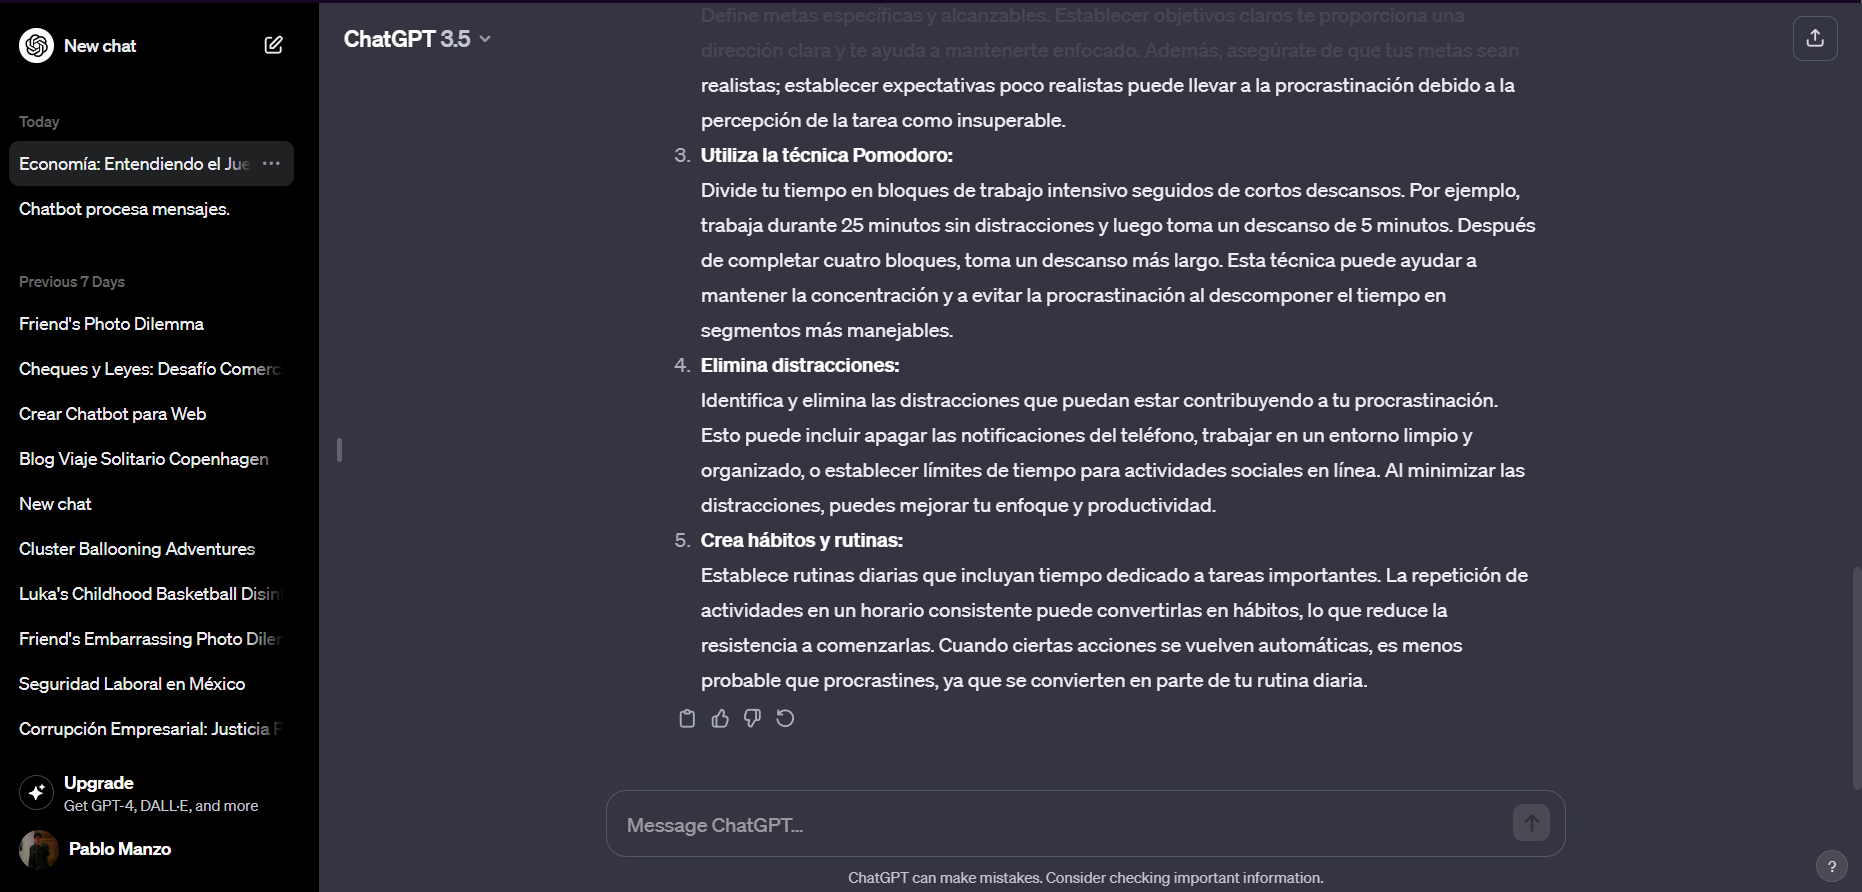 New chat
Today
Economía: Entendiendo el Jue
Chatbot procesa mensajes.
Previous 7 Days
Friend's Photo Dilemma
Cheques y Leyes: Desafío Comerc
Crear Chatbot para Web
Blog Viaje Solitario Copenhagen
New chat
Cluster Ballooning Adventures
Luka's Childhood Basketball Disin
Friend's Embarrassing Photo Diler
Seguridad Laboral en México
Corrupción Empresarial: Justicia P
Upgrade
Get GPT-4, DALL·E, and more
Pablo Manzo
ChatGPT 3.5
Define metas específicas y alcanzables. Establecer objetivos claros te proporciona una
dirección clara y te ayuda a mantenerte enfocado. Además, asegúrate de que tus metas sean
realistas; establecer expectativas poco realistas puede llevar a la procrastinación debido a la
percepción de la tarea como insuperable.
3. Utiliza la técnica Pomodoro:
Divide tu tiempo en bloques de trabajo intensivo seguidos de cortos descansos. Por ejemplo,
trabaja durante 25 minutos sin distracciones y luego toma un descanso de 5 minutos. Después
de completar cuatro bloques, toma un descanso más largo. Esta técnica puede ayudar a
mantener la concentración y a evitar la procrastinación al descomponer el tiempo en
segmentos más manejables.
4. Elimina distracciones:
Identifica y elimina las distracciones que puedan estar contribuyendo a tu procrastinación.
Esto puede incluir apagar las notificaciones del teléfono, trabajar en un entorno limpio y
organizado, o establecer límites de tiempo para actividades sociales en línea. Al minimizar las
distracciones, puedes mejorar tu enfoque y productividad.
5. Crea hábitos y rutinas:
Establece rutinas diarias que incluyan tiempo dedicado a tareas importantes. La repetición de
actividades en un horario consistente puede convertirlas en hábitos, lo que reduce la
resistencia a comenzarlas. Cuando ciertas acciones se vuelven automáticas, es menos
probable que procrastines, ya que se convierten en parte de tu rutina diaria.
Message ChatGPT...
ChatGPT can make mistakes. Consider checking important information.
?